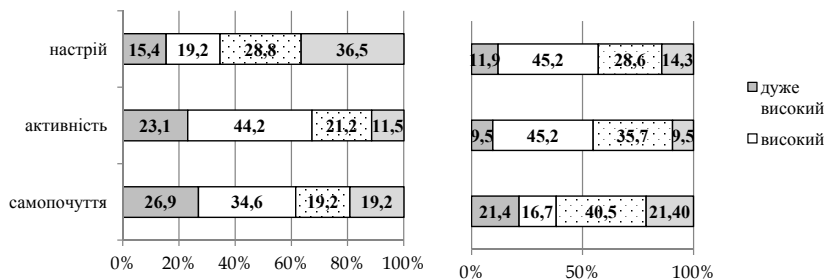 настрій
15,4 19,2 28,8 36,5
11,9 45,2 28,6 14,3
активність
23,1 44,2 21,2 11,5
9,5 45,2 35,7 9,5
самопочуття
26,9 34,6 19,2 19,2
21,4 16,7 40,5 21,40
0% 20% 40% 60% 80% 100%
0% 50% 100%
дуже
високий
високий